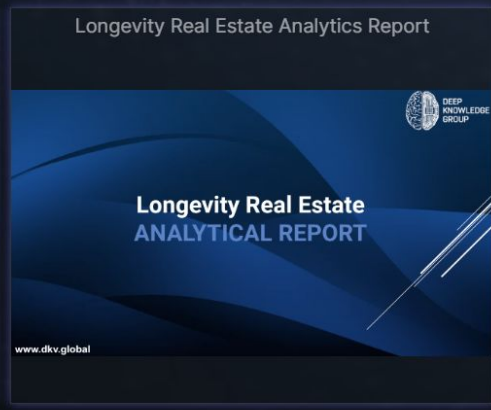 Longevity Real Estate Analytics Report
DEEP
KNOWLEDGE
GROUP
Longevity Real Estate
ANALYTICAL REPORT
www.dkv.global